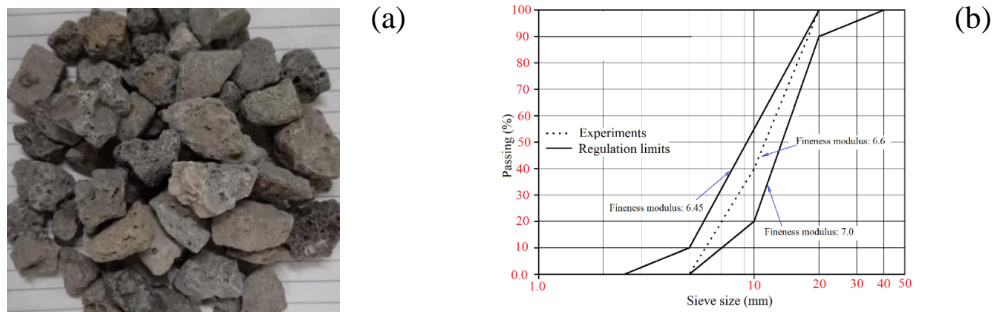 (a)
(b)
100
90
80
70
60
50
40
30
20
10
0.0
Passing (%)
Experiments
Regulation limits
Fineness modulus: 6.6
Fineness modulus: 6.45
Fineness modulus: 7.0
1.0
10
20
40
50
Sieve size (mm)